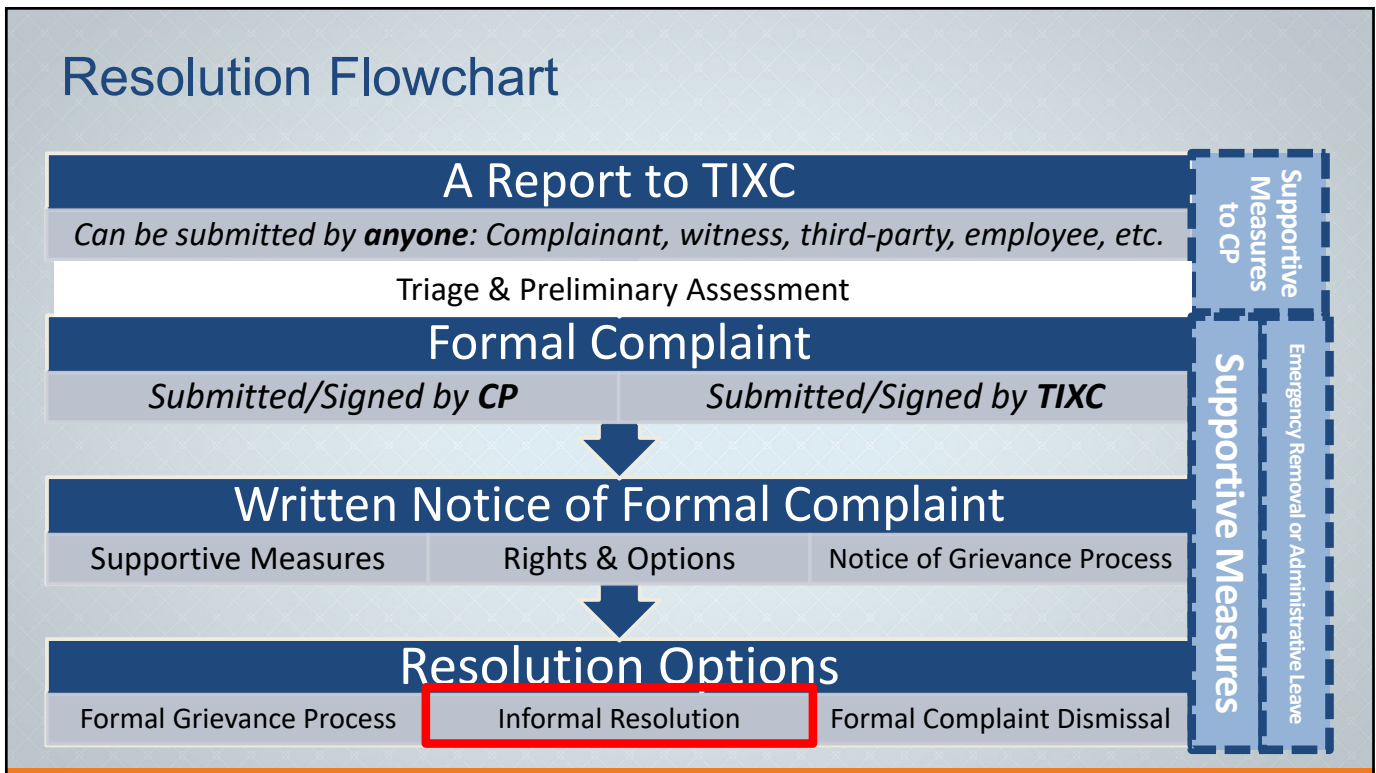 Resolution Flowchart
A Report to TIXC
Can be submitted by anyone: Complainant, witness, third-party, employee, etc.
Triage & Preliminary Assessment
Formal Complaint
Submitted/Signed by CP
Submitted/Signed by TIXC
Written Notice of Formal Complaint
Supportive Measures
Rights & Options
Notice of Grievance Process
Resolution Options
Formal Grievance Process
Informal Resolution
Formal Complaint Dismissal
Supportive
Measures
to CP
Supportive Measures
Emergency Removal or Administrative Leave